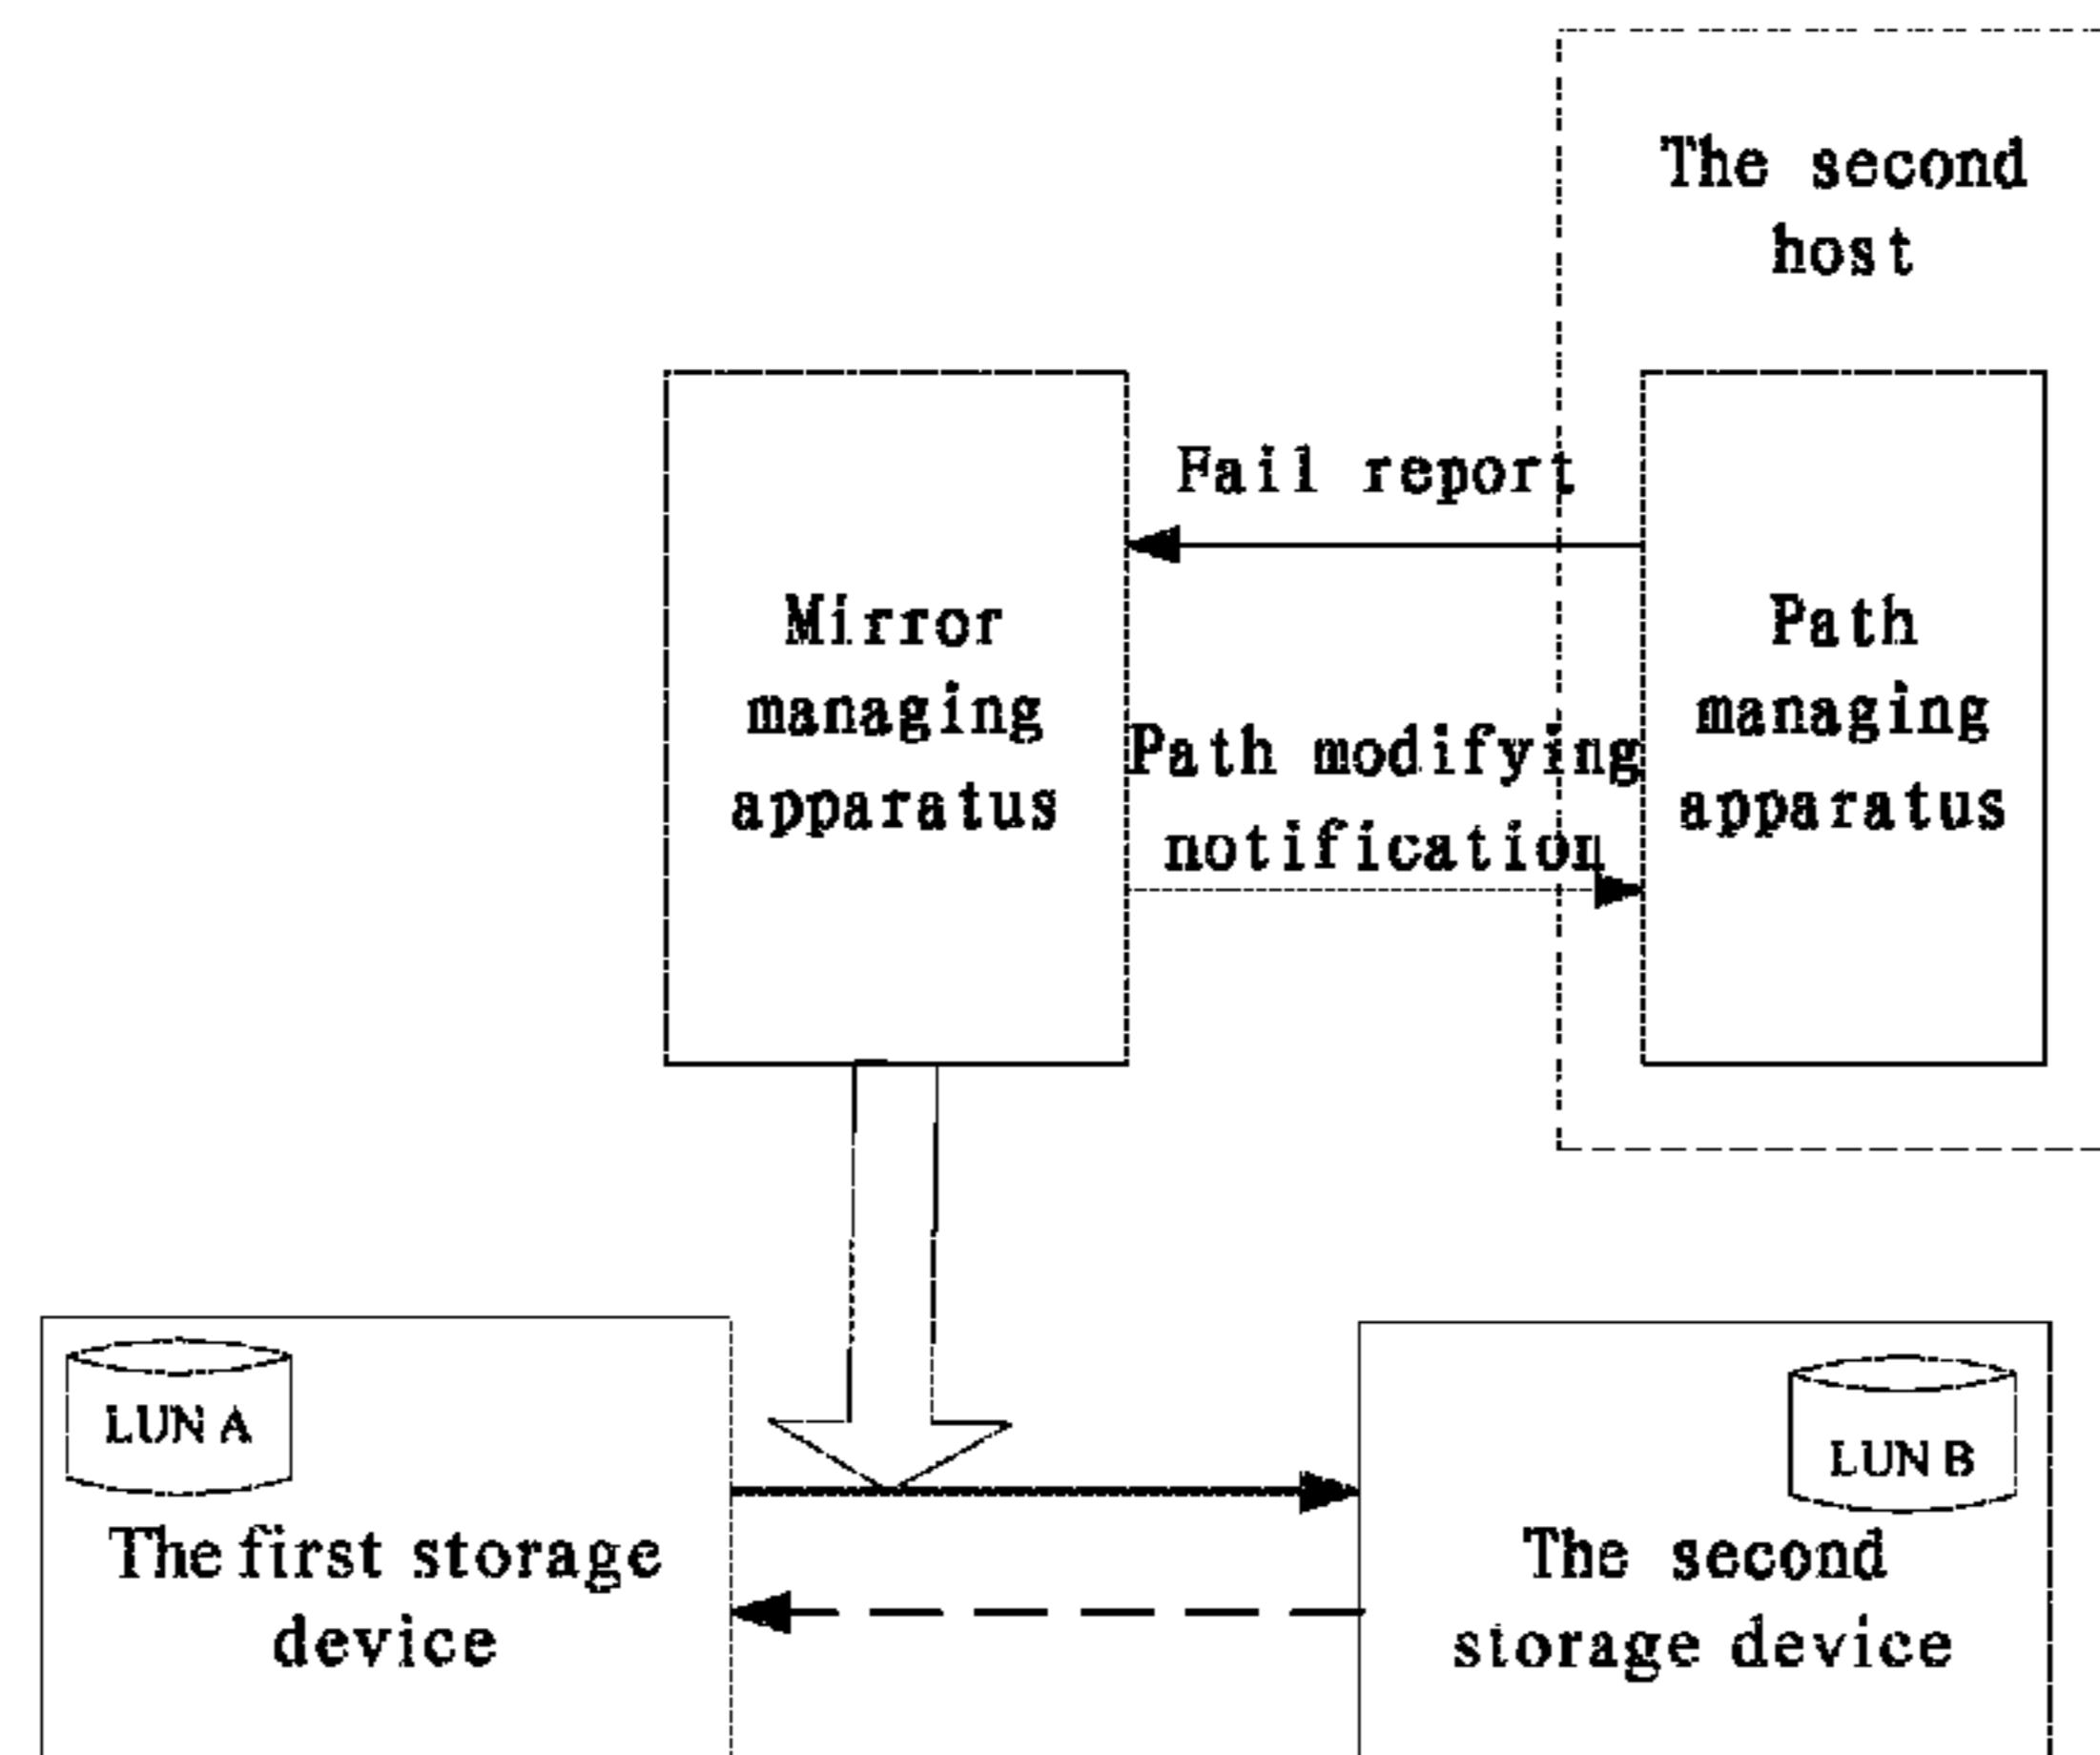 The second
host
Fail report
Mirror
managing
apparatus
Path modifying
notification
Path
managing
apparatus
LUN A
The first storage
device
LUN B
The second
storage device